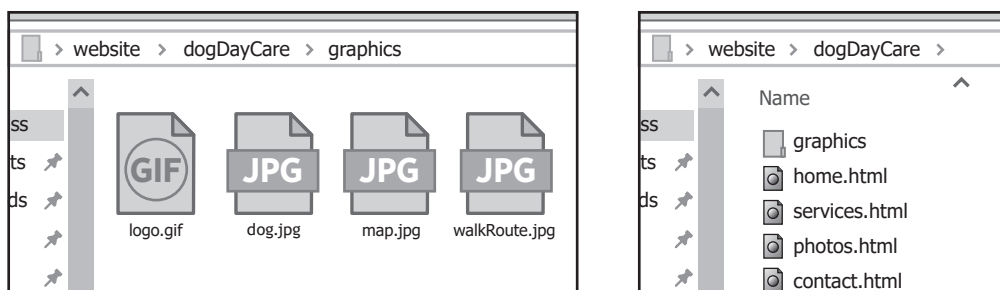 > website > dogDayCare > graphics
ss
ts
ds
GIF
JPG
JPG
JPG
logo.gif
dog.jpg
map.jpg
walkRoute.jpg
> website > dogDayCare >
Name
ss
ts
ds
graphics
home.html
services.html
photos.html
contact.html